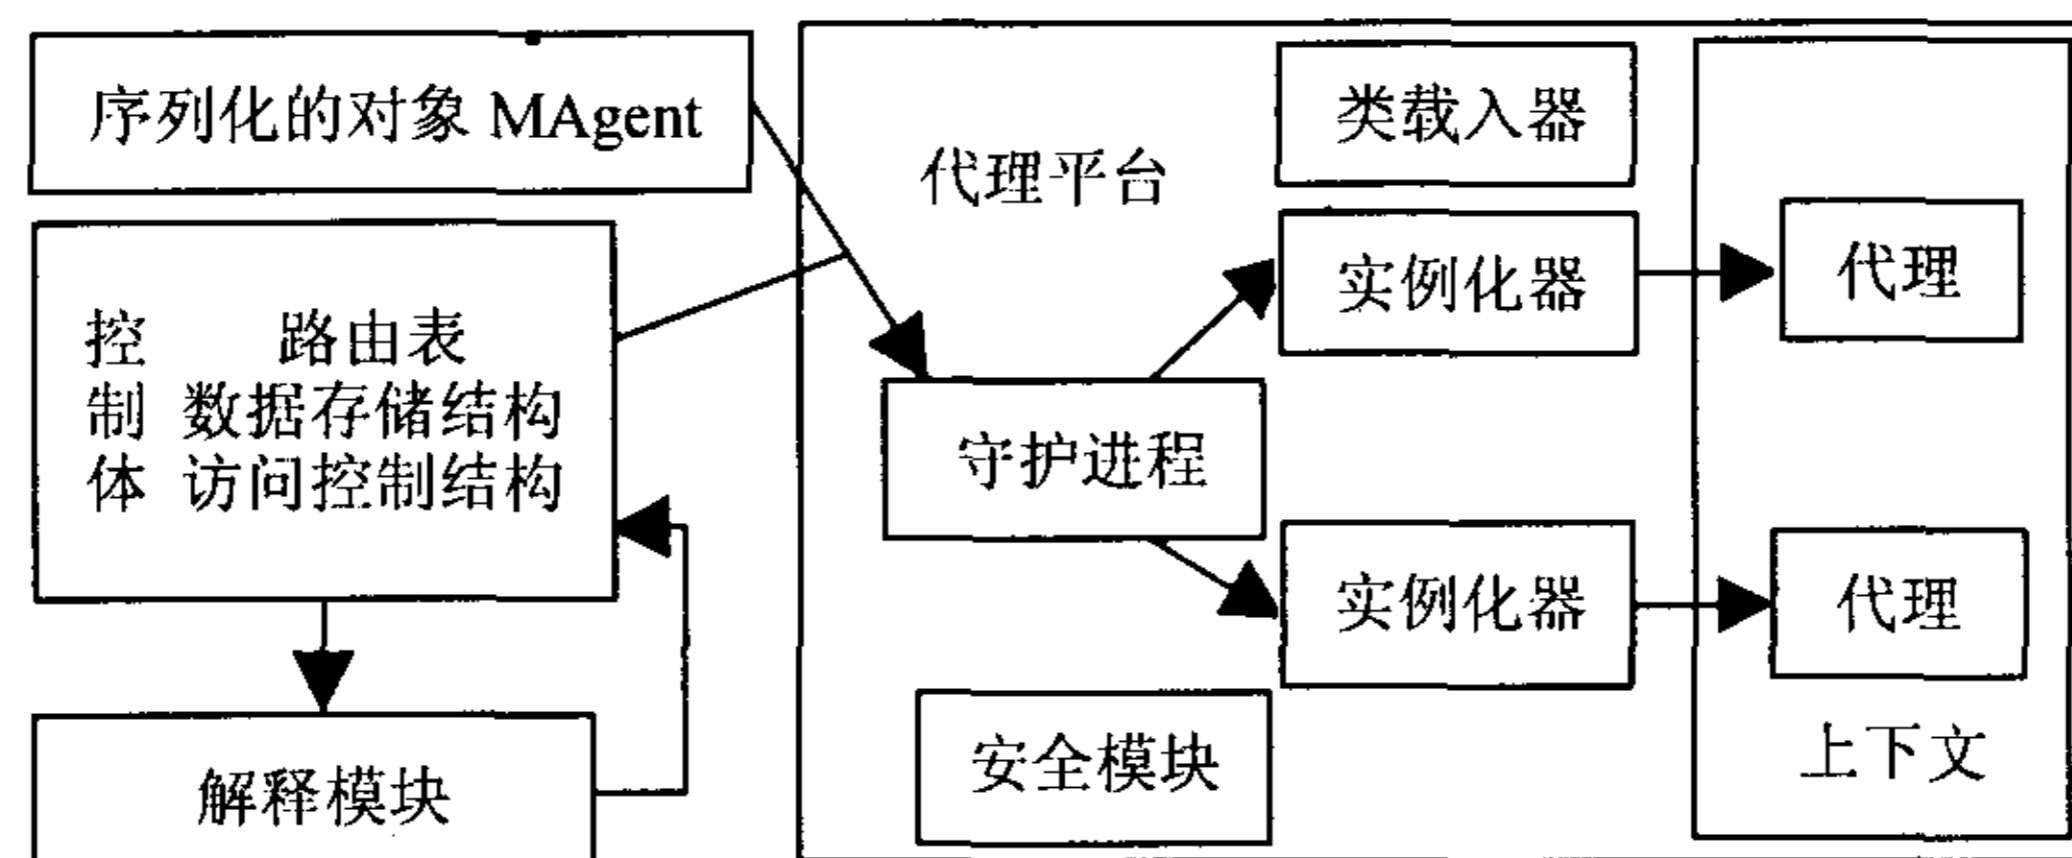 序列化的对象 MAgent
控制体
路由表
数据存储结构
访问控制结构
解释模块
代理平台
守护进程
安全模块
类载入器
实例化器
实例化器
代理
代理
上下文